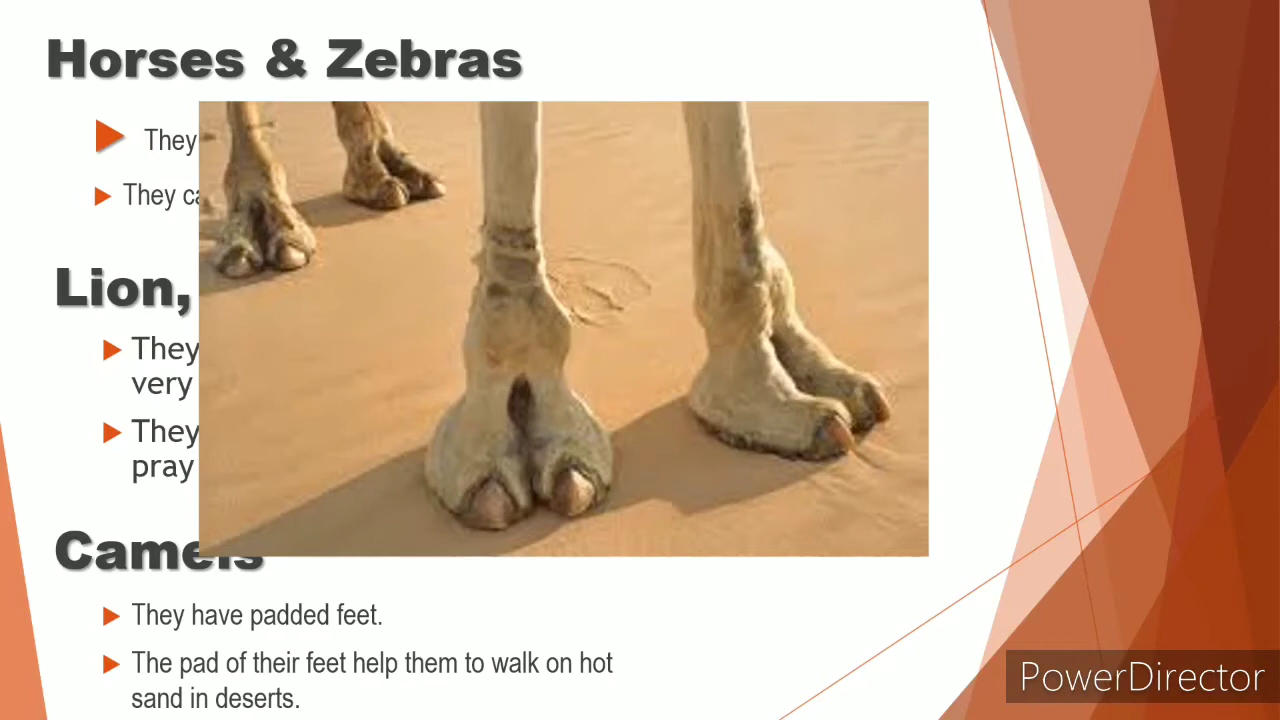 Horses & Zebras
They
They ca
Lion,
They
very
They
pray
Camels
They have padded feet.
The pad of their feet help them to walk on hot
sand in deserts.
PowerDirector